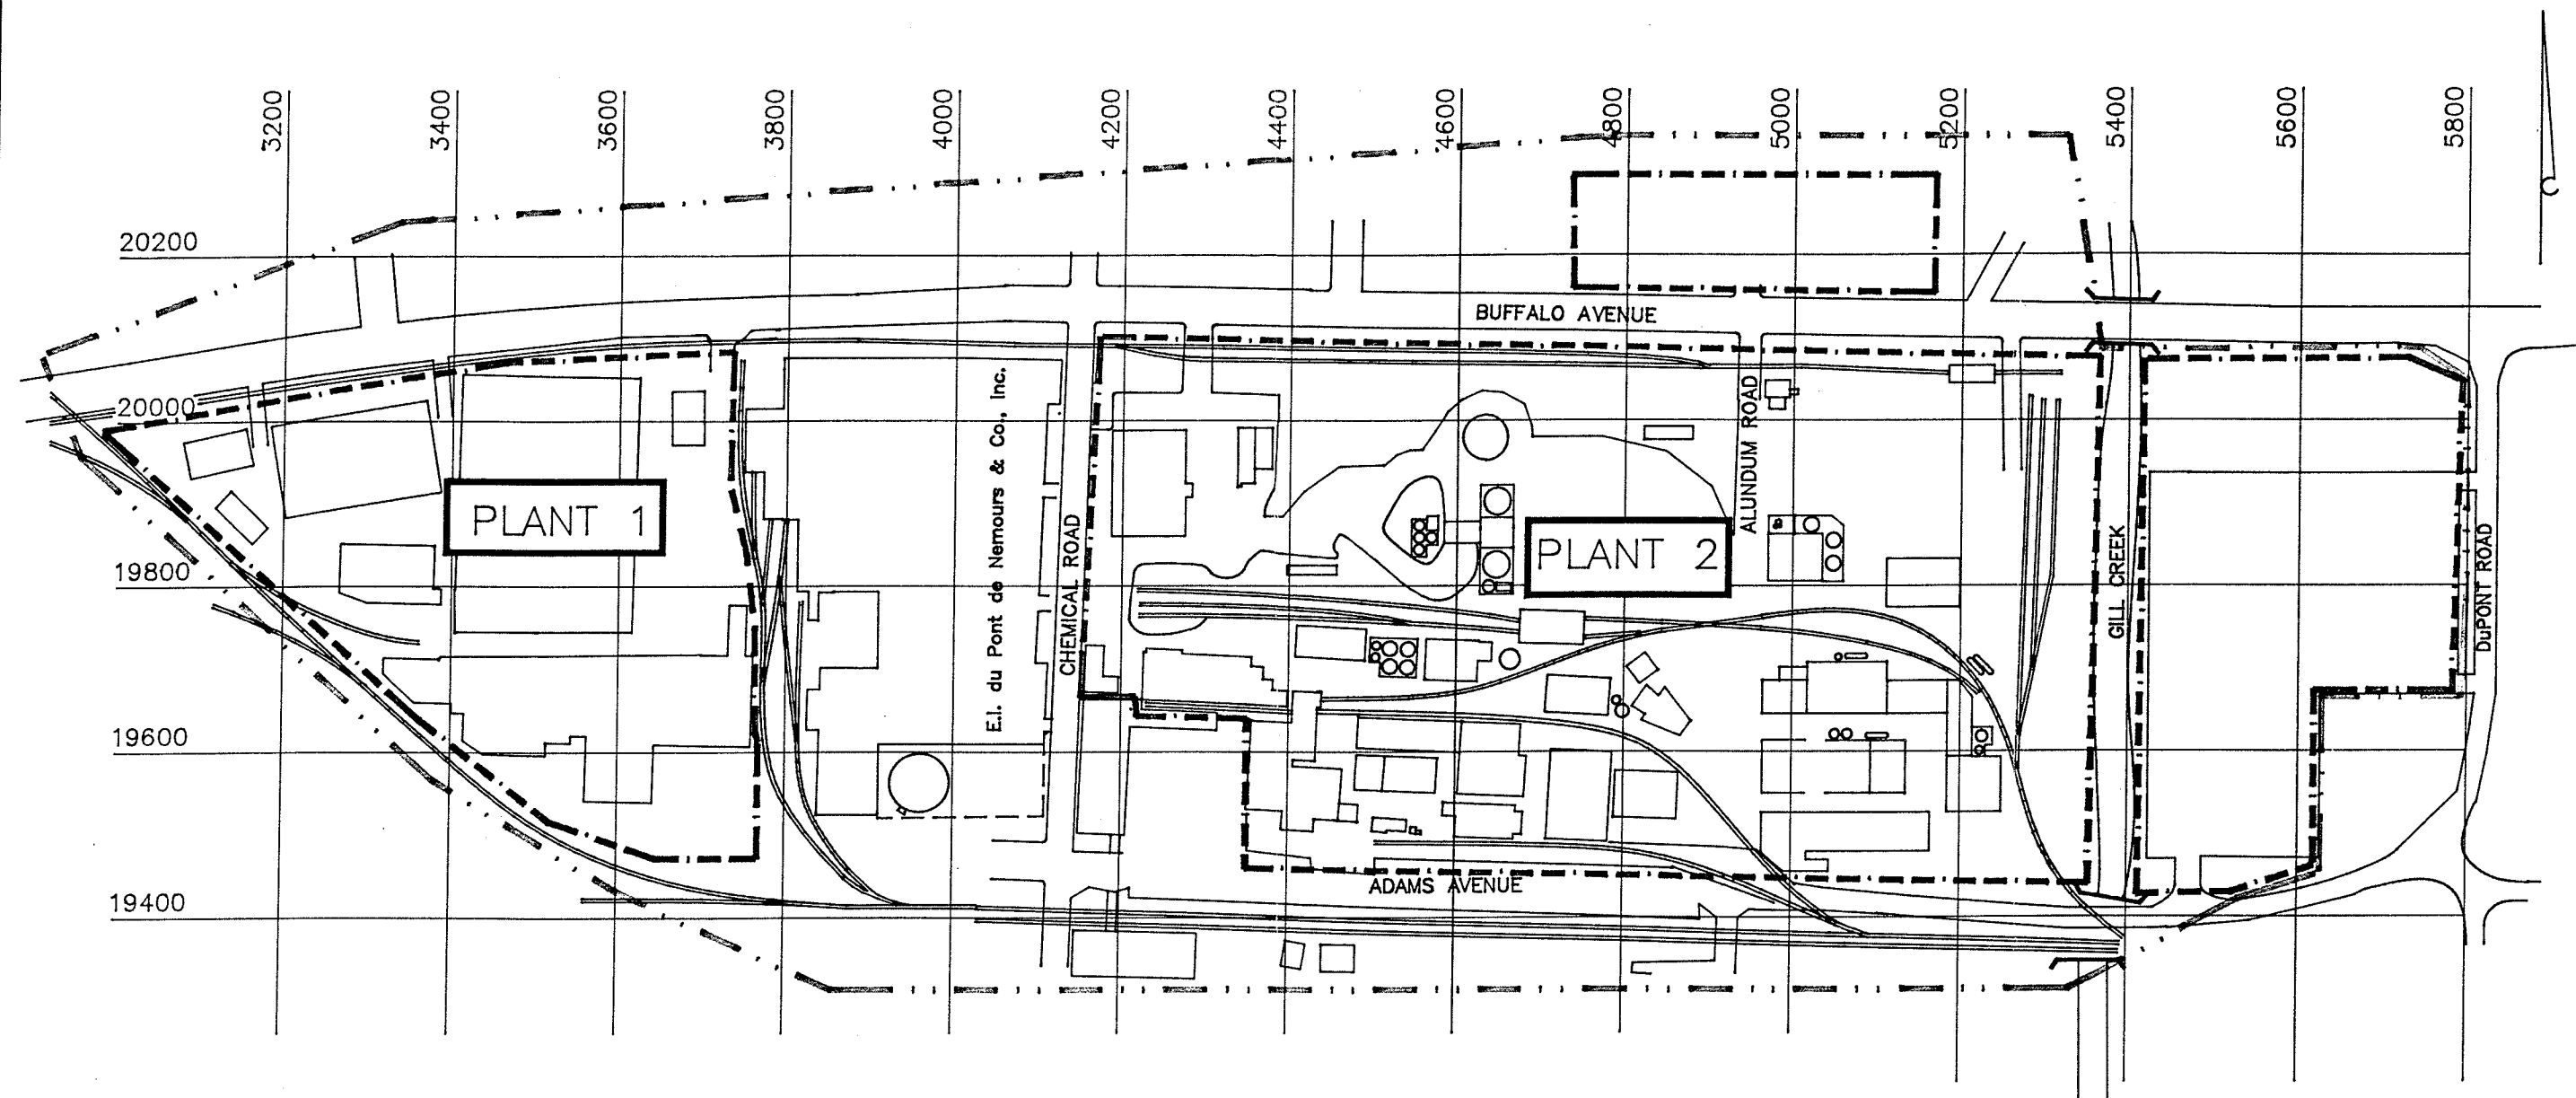 3200
3400
3600
3800
4000
4200
4400
4600
4800
5000
5200
5400
5600
5800
20200
BUFFALO AVENUE
20000
E.I. du Pont de Nemours & Co., Inc.
CHEMICAL ROAD
ALUNDUM ROAD
PLANT 1
PLANT 2
GILL CREEK
DuPONT ROAD
19800
19600
ADAMS AVENUE
19400